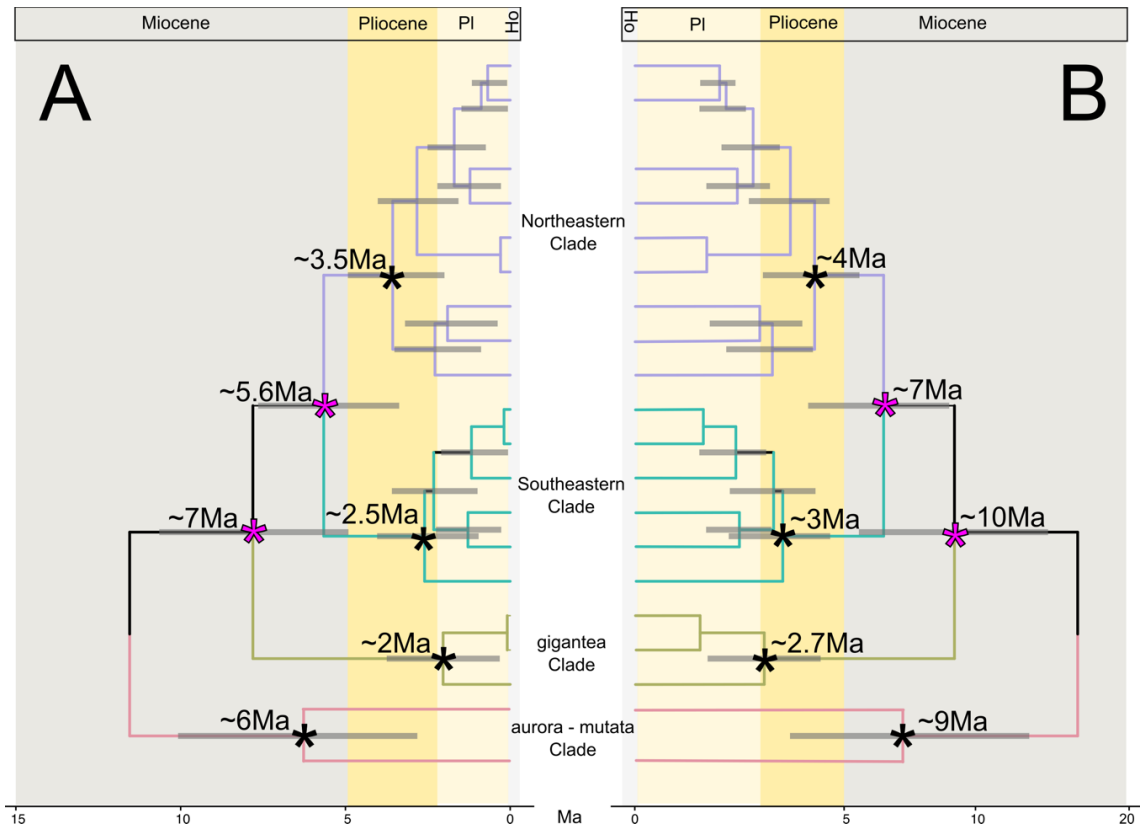 Miocene
Pliocene
Pl
Ho
Ho
Pl
Pliocene
Miocene
A
B
Northeastern
Clade
~3.5Ma
*
~4Ma
*
~5.6Ma
*
~7Ma
*
Southeastern
Clade
~7Ma
*
~2.5Ma
*
~3Ma
*
~10Ma
*
gigantea
Clade
~2Ma
*
~2.7Ma
*
aurora - mutata
Clade
~6Ma
*
~9Ma
*
15
10
5
0
Ma
0
5
10
20